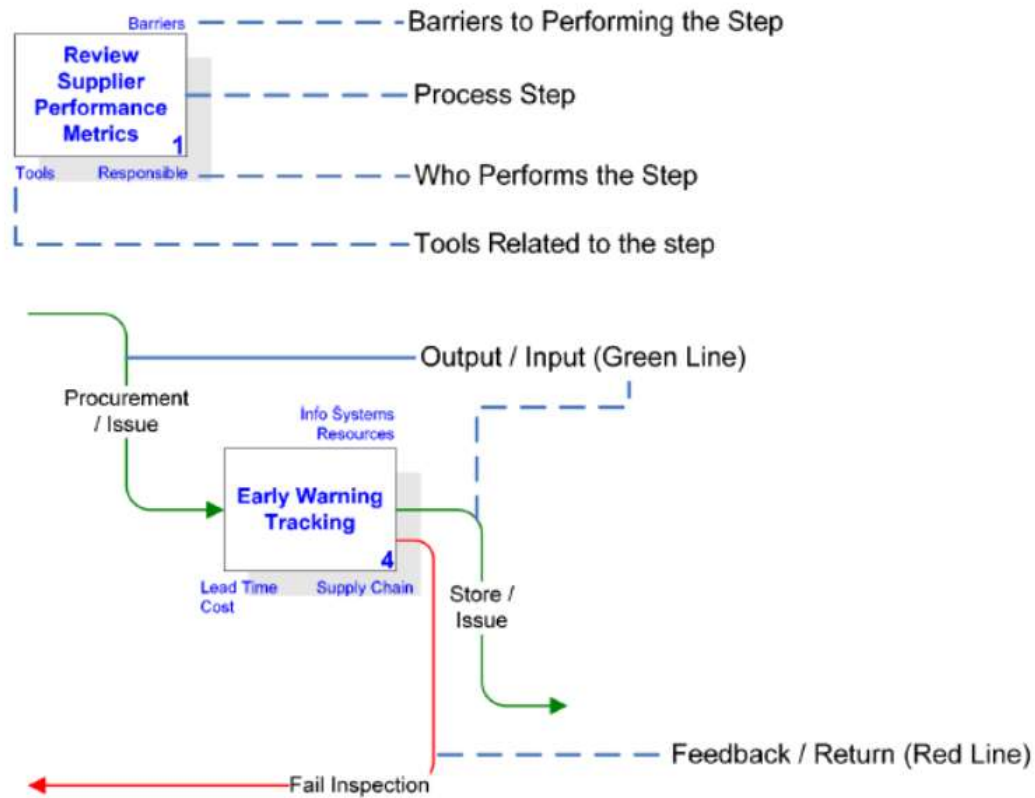 Barriers
Barriers to Performing the Step
Review
Supplier
Performance
Metrics
1
Process Step
Tools
Responsible
Who Performs the Step
Tools Related to the step
Output / Input (Green Line)
Procurement
/ Issue
Info Systems
Resources
Early Warning
Tracking
4
Lead Time
Cost
Supply Chain
Store /
Issue
Feedback / Return (Red Line)
Fail Inspection